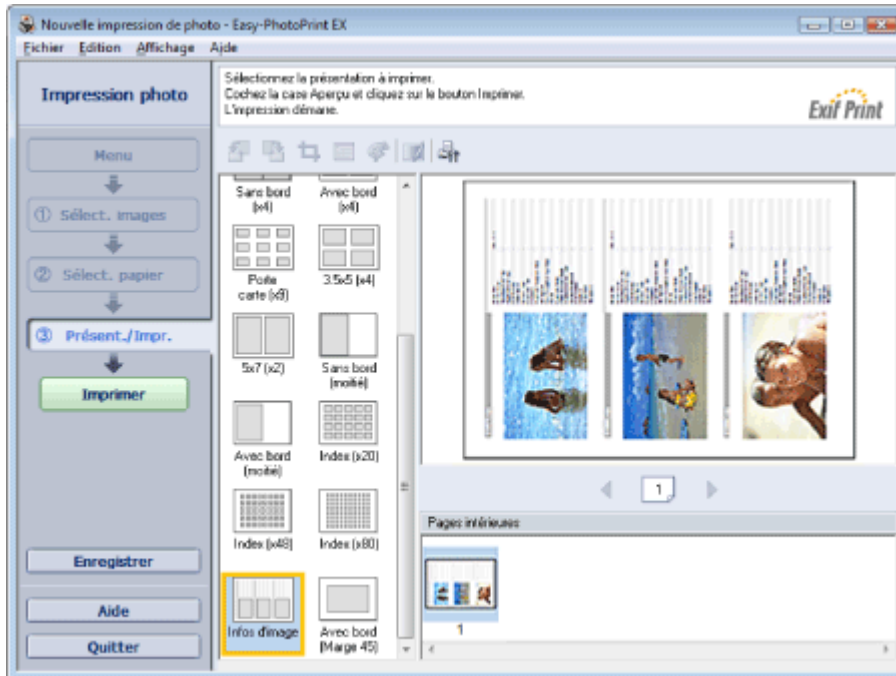 Nouvelle impression de photo - Easy-PhotoPrint EX
Fichier Edition Affichage Ajde
Impression photo
Sélectionnez la présentation à imprimer.
Cochez la case Aperçu et cliquez sur le bouton Imprimer.
L'impression démarre.
Exif Print
Menu
① Sélect. images
② Sélect. papier
③ Présent./Impr.
Imprimer
Enregistrer
Aide
Quitter
Sans bord (x4)
Avec bord (x4)
Porte carte (x9)
3.5x5 (x4)
5x7 (x2)
Sans bord (moitié)
Avec bord (moitié)
Index (x20)
Index (x48)
Index (x80)
Infos d'image
Avec bord (Marge 45)
1
Pages intérieures
1